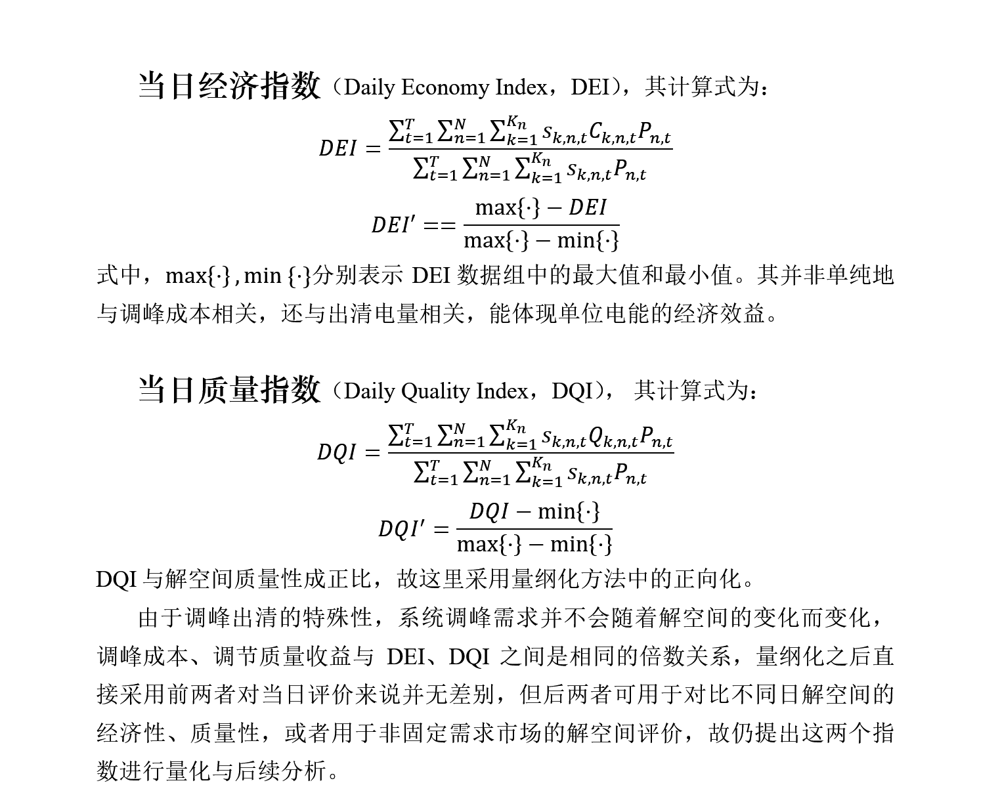 当日经济指数（Daily Economy Index，DEI），其计算式为：
DEI = \frac{\sum_{t=1}^{T}\sum_{n=1}^{N}\sum_{k=1}^{K_n} s_{k,n,t}C_{k,n,t}P_{n,t}}{\sum_{t=1}^{T}\sum_{n=1}^{N}\sum_{k=1}^{K_n} s_{k,n,t}P_{n,t}}
DEI′ == \frac{max{·} − DEI}{max{·} − min{·}}
式中，max{·} , min {·}分别表示 DEI 数据组中的最大值和最小值。其并非单纯地
与调峰成本相关，还与出清电量相关，能体现单位电能的经济效益。
当日质量指数（Daily Quality Index，DQI）， 其计算式为：
DQI = \frac{\sum_{t=1}^{T}\sum_{n=1}^{N}\sum_{k=1}^{K_n} s_{k,n,t}Q_{k,n,t}P_{n,t}}{\sum_{t=1}^{T}\sum_{n=1}^{N}\sum_{k=1}^{K_n} s_{k,n,t}P_{n,t}}
DQI′ = \frac{DQI − min{·}}{max{·} − min{·}}
DQI 与解空间质量性成正比，故这里采用量纲化方法中的正向化。
由于调峰出清的特殊性，系统调峰需求并不会随着解空间的变化而变化，
调峰成本、调节质量收益与 DEI、DQI 之间是相同的倍数关系，量纲化之后直
接采用前两者对当日评价来说并无差别，但后两者可用于对比不同日解空间的
经济性、质量性，或者用于非固定需求市场的解空间评价，故仍提出这两个指
数进行量化与后续分析。